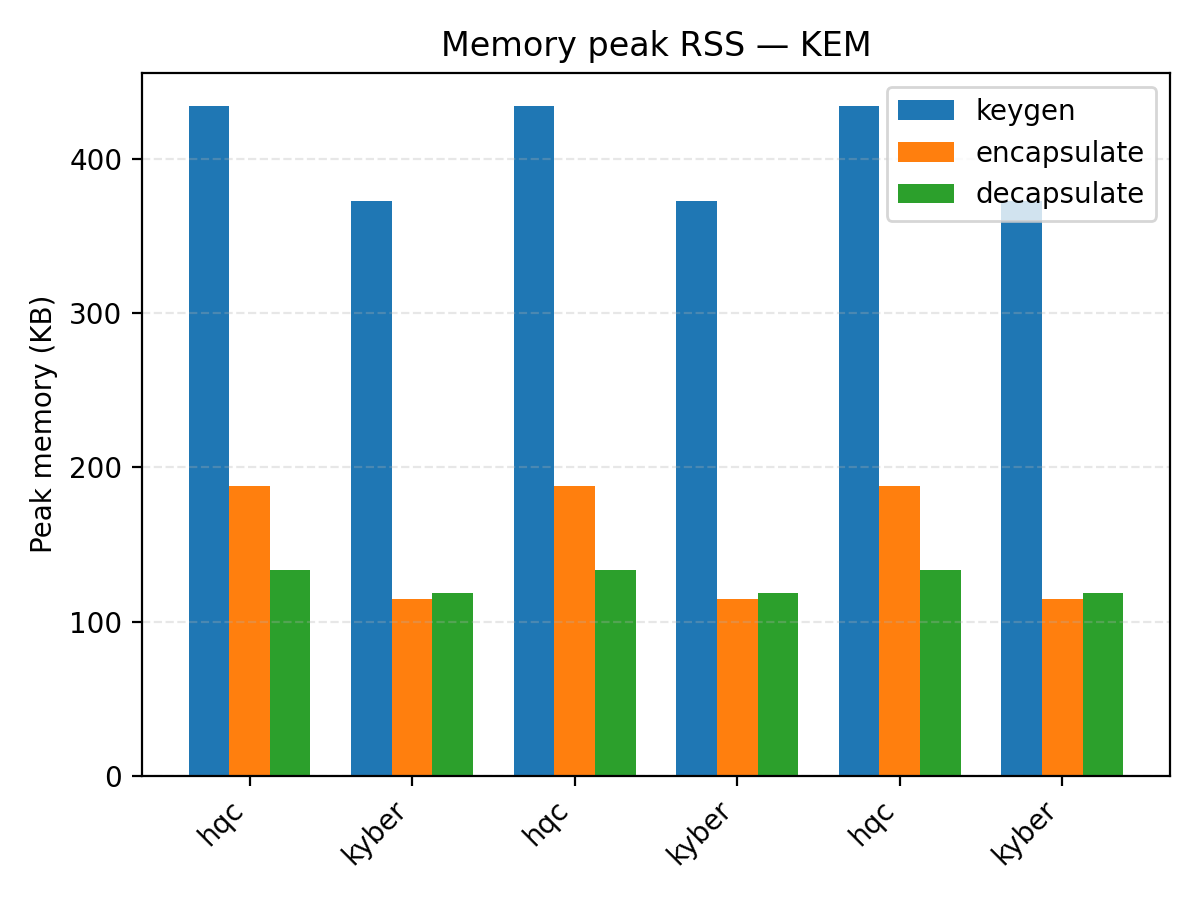 Memory peak RSS — KEM
keygen
encapsulate
decapsulate
Peak memory (KB)
400
300
200
100
0
hqc
kyber
hqc
kyber
hqc
kyber